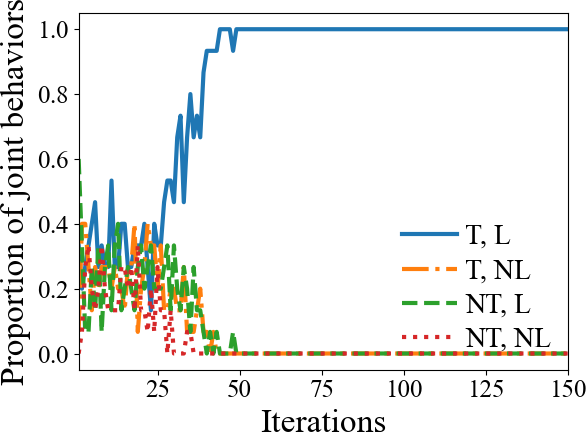 Proportion of joint behaviors
1.0
0.8
0.6
0.4
0.2
0.0
T, L
T, NL
NT, L
NT, NL
25
50
75
100
125
150
Iterations